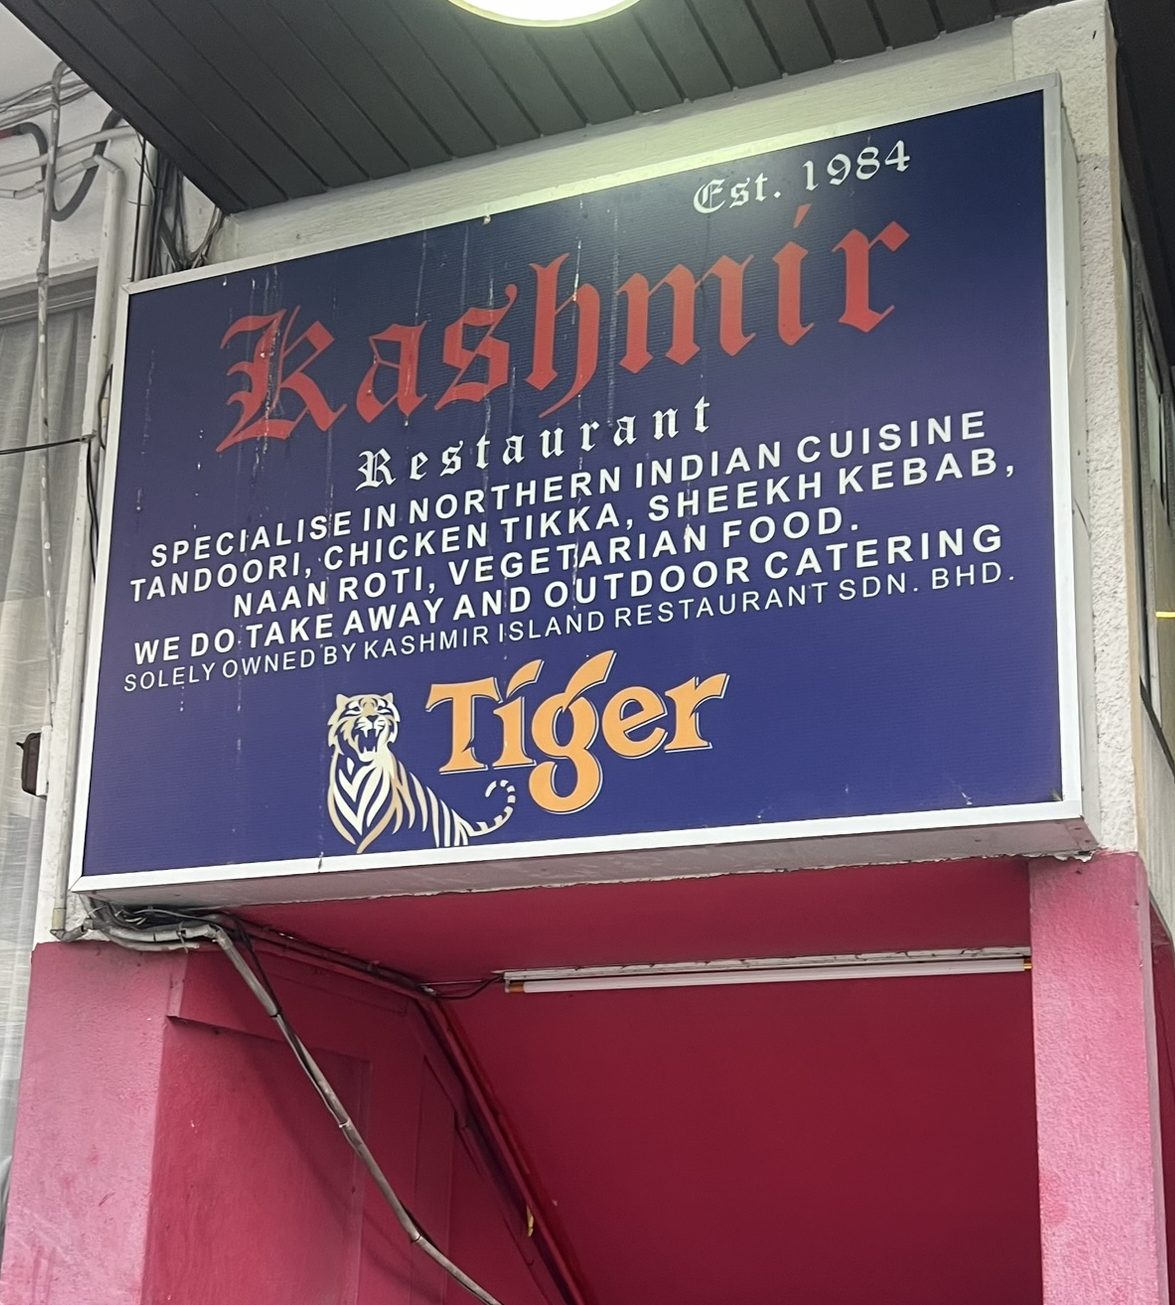 Est. 1984
Kashmir
Restaurant
SPECIALISE IN NORTHERN INDIAN CUISINE
TANDOORI, CHICKEN TIKKA, SHEEKH KEBAB,
NAAN ROTI, VEGETARIAN FOOD.
WE DO TAKE AWAY AND OUTDOOR CATERING
SOLELY OWNED BY KASHMIR ISLAND RESTAURANT SDN. BHD.
Tiger